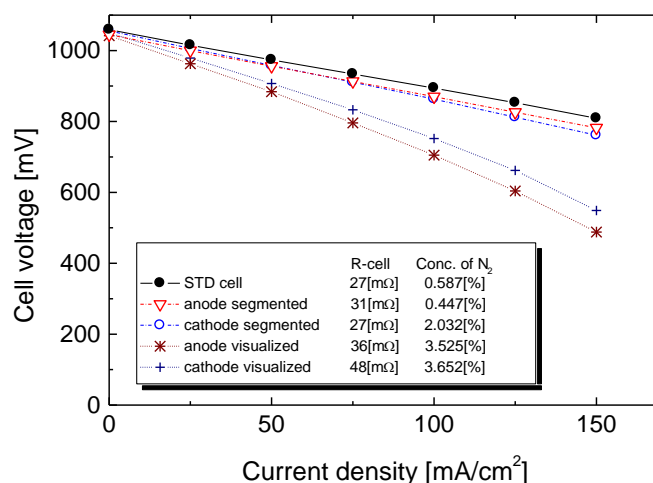 1000
800
600
400
200
0
Cell voltage [mV]
R-cell Conc. of N2
STD cell 27[mΩ] 0.587[%]
anode segmented 31[mΩ] 0.447[%]
cathode segmented 27[mΩ] 2.032[%]
anode visualized 36[mΩ] 3.525[%]
cathode visualized 48[mΩ] 3.652[%]
0 50 100 150
Current density [mA/cm²]